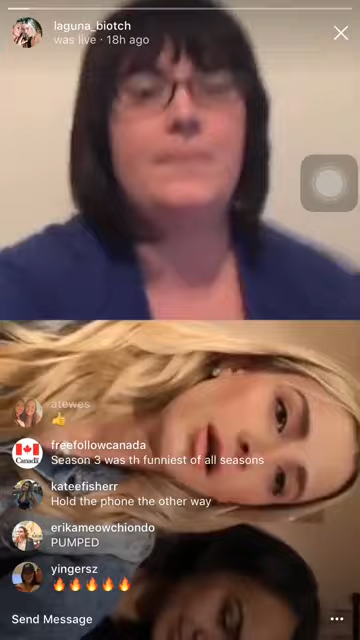 laguna_biotch
was live · 18h ago
atewes
👍
freefollowcanada
Season 3 was th funniest of all seasons
Canadä
kateefisherr
Hold the phone the other way
erikameowchiondo
PUMPED
yingersz
🔥🔥🔥🔥🔥
Send Message